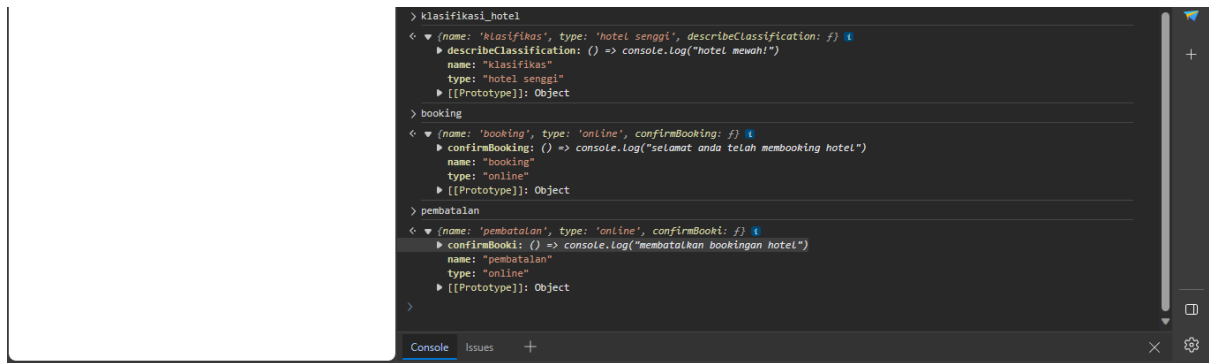 > klasifikasi_hotel
{name: 'klasifikas', type: 'hotel senggi', describeClassification: ƒ} i
describeClassification: () => console.log("hotel mewah!")
name: "klasifikas"
type: "hotel senggi"
[[Prototype]]: Object
> booking
{name: 'booking', type: 'online', confirmBooking: ƒ} i
confirmBooking: () => console.log("selamat anda telah membooking hotel")
name: "booking"
type: "online"
[[Prototype]]: Object
> pembatalan
{name: 'pembatalan', type: 'online', confirmBooki: ƒ} i
confirmBooki: () => console.log("membatalkan bookingan hotel")
name: "pembatalan"
type: "online"
[[Prototype]]: Object
>
Console Issues